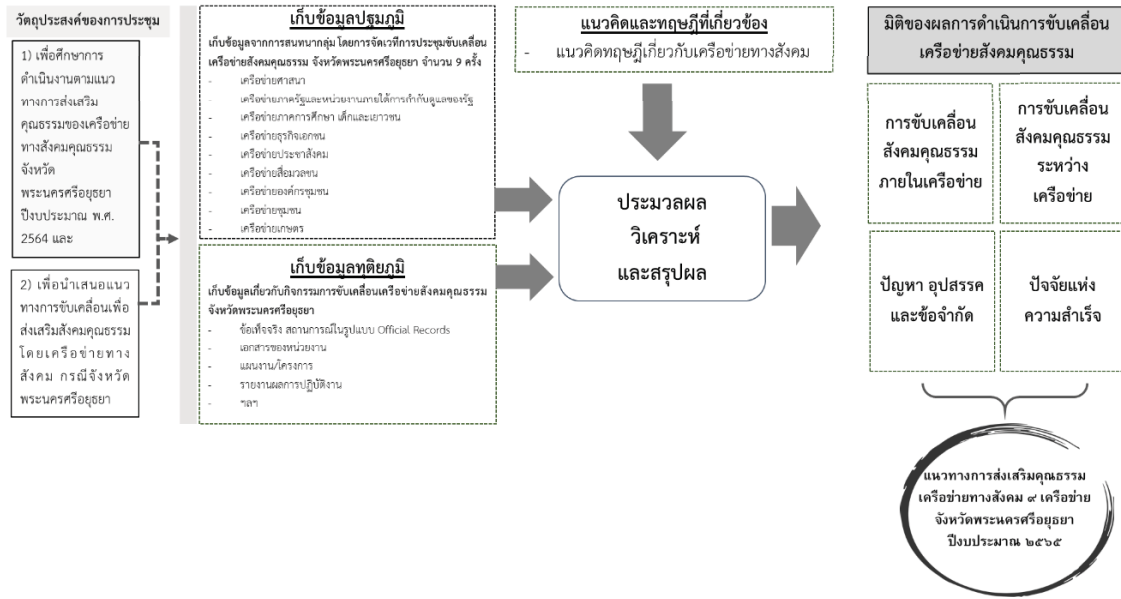 วัตถุประสงค์ของการประชุม
1) เพื่อศึกษาการ
ดำเนินงานตามแนว
ทางการส่งเสริม
คุณธรรมของเครือข่าย
ทางสังคมคุณธรรม
จังหวัด
พระนครศรีอยุธยา
ปีงบประมาณ พ.ศ.
2564 และ
2) เพื่อนำเสนอแนว
ทางการขับเคลื่อนเพื่อ
ส่งเสริมสังคมคุณธรรม
โดยเครือข่ายทาง
สังคม กรณีจังหวัด
พระนครศรีอยุธยา
เก็บข้อมูลปฐมภูมิ
เก็บข้อมูลจากการสนทนากลุ่ม โดยการจัดเวทีการประชุมขับเคลื่อน
เครือข่ายสังคมคุณธรรม จังหวัดพระนครศรีอยุธยา จำนวน 9 ครั้ง
- เครือข่ายศาสนา
- เครือข่ายภาครัฐและหน่วยงานภายใต้การกำกับดูแลของรัฐ
- เครือข่ายภาคการศึกษา เด็กและเยาวชน
- เครือข่ายธุรกิจเอกชน
- เครือข่ายประชาสังคม
- เครือข่ายสื่อมวลชน
- เครือข่ายองค์กรชุมชน
- เครือข่ายชุมชน
- เครือข่ายเกษตร
เก็บข้อมูลทุติยภูมิ
เก็บข้อมูลเกี่ยวกับกิจกรรมการขับเคลื่อนเครือข่ายสังคมคุณธรรม
จังหวัดพระนครศรีอยุธยา
- ข้อเท็จจริง สถานการณ์ในรูปแบบ Official Records
- เอกสารของหน่วยงาน
- แผนงาน/โครงการ
- รายงานผลการปฏิบัติงาน
- ฯลฯ
แนวคิดและทฤษฎีที่เกี่ยวข้อง
- แนวคิดทฤษฎีเกี่ยวกับเครือข่ายทางสังคม
ประมวลผล
วิเคราะห์
และสรุปผล
มิติของผลการดำเนินการขับเคลื่อน
เครือข่ายสังคมคุณธรรม
การขับเคลื่อน
สังคมคุณธรรม
ภายในเครือข่าย
การขับเคลื่อน
สังคมคุณธรรม
ระหว่าง
เครือข่าย
ปัญหา อุปสรรค
และข้อจำกัด
ปัจจัยแห่ง
ความสำเร็จ
แนวทางการส่งเสริมคุณธรรม
เครือข่ายทางสังคม ๙ เครือข่าย
จังหวัดพระนครศรีอยุธยา
ปีงบประมาณ ๒๕๖๕